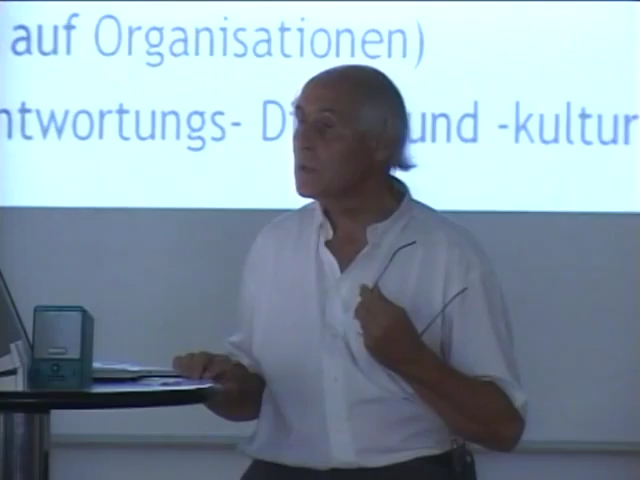 auf Organisationen)
ntwortungs- D und -kultur